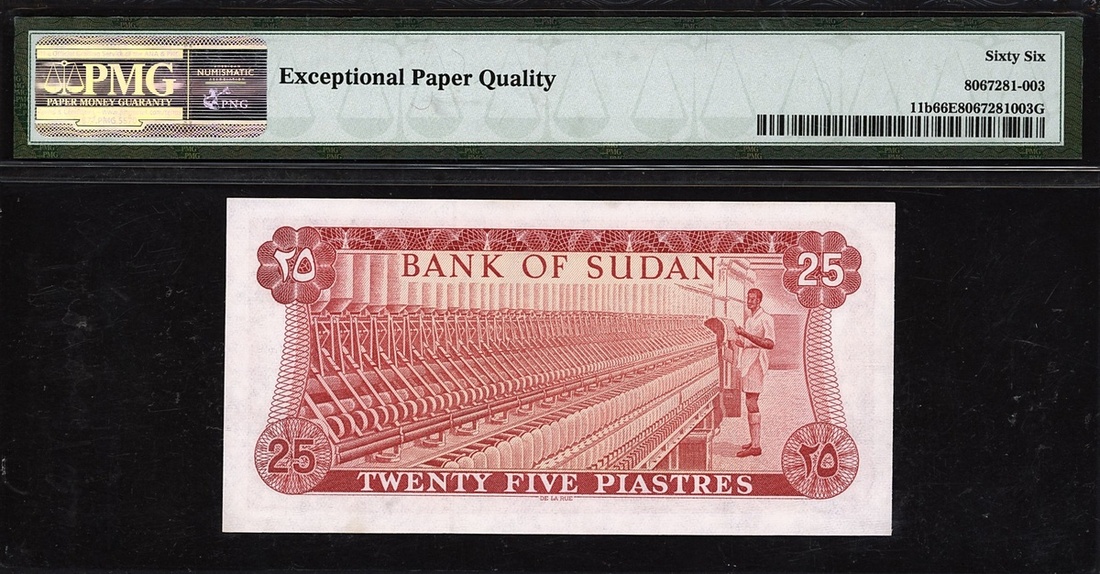 PMG
PAPER MONEY GUARANTY
NUMISMATIC
PNG
Exceptional Paper Quality
Sixty Six
8067281-003
11b66E8067281003G
٢٥
BANK OF SUDAN
25
25
٢٥
TWENTY FIVE PIASTRES
DE LA RUE